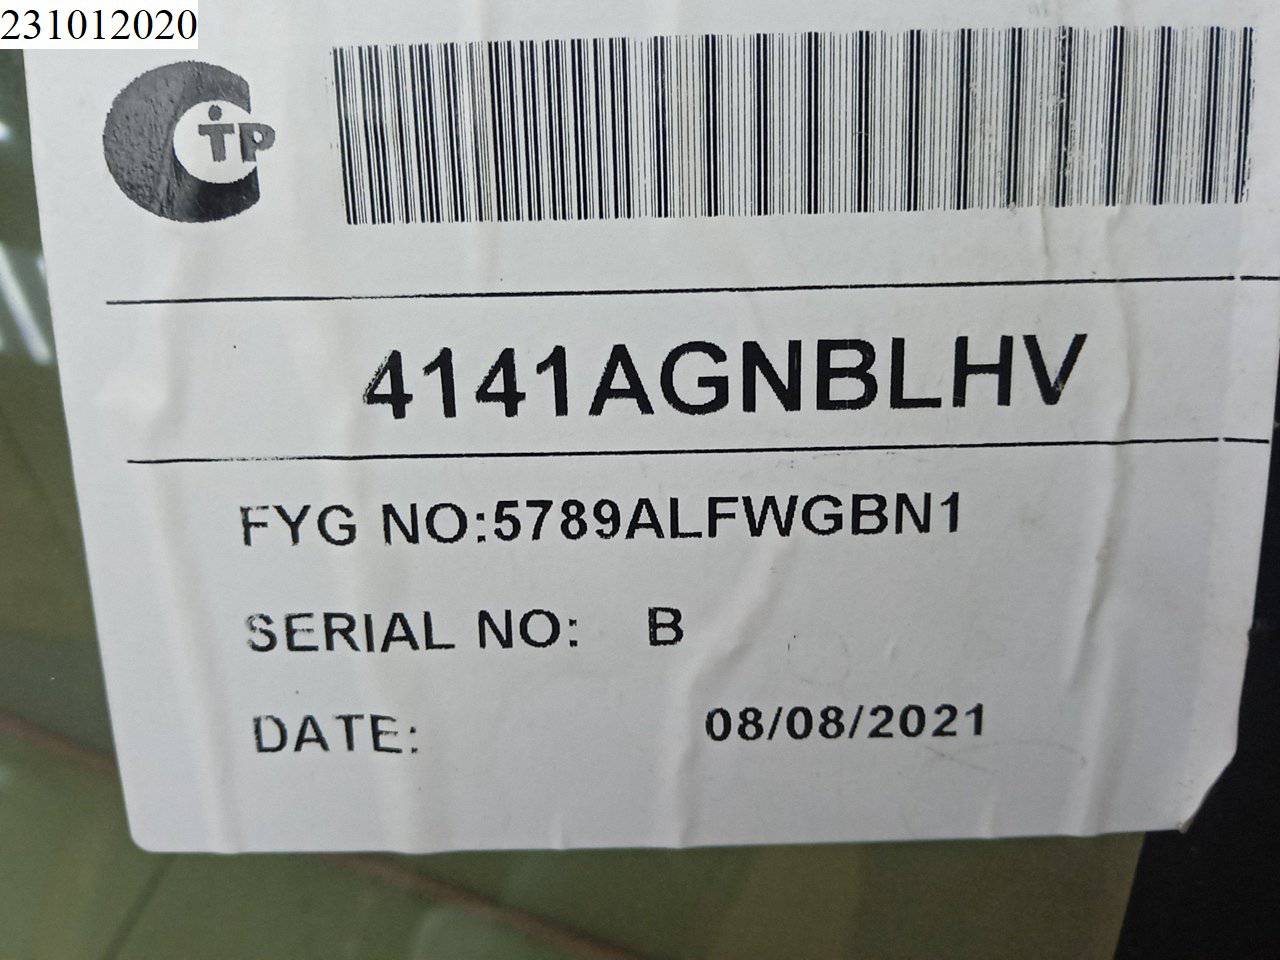 231012020
TP
4141AGNBLHV
FYG NO:5789ALFWGBN1
SERIAL NO: B
DATE: 08/08/2021